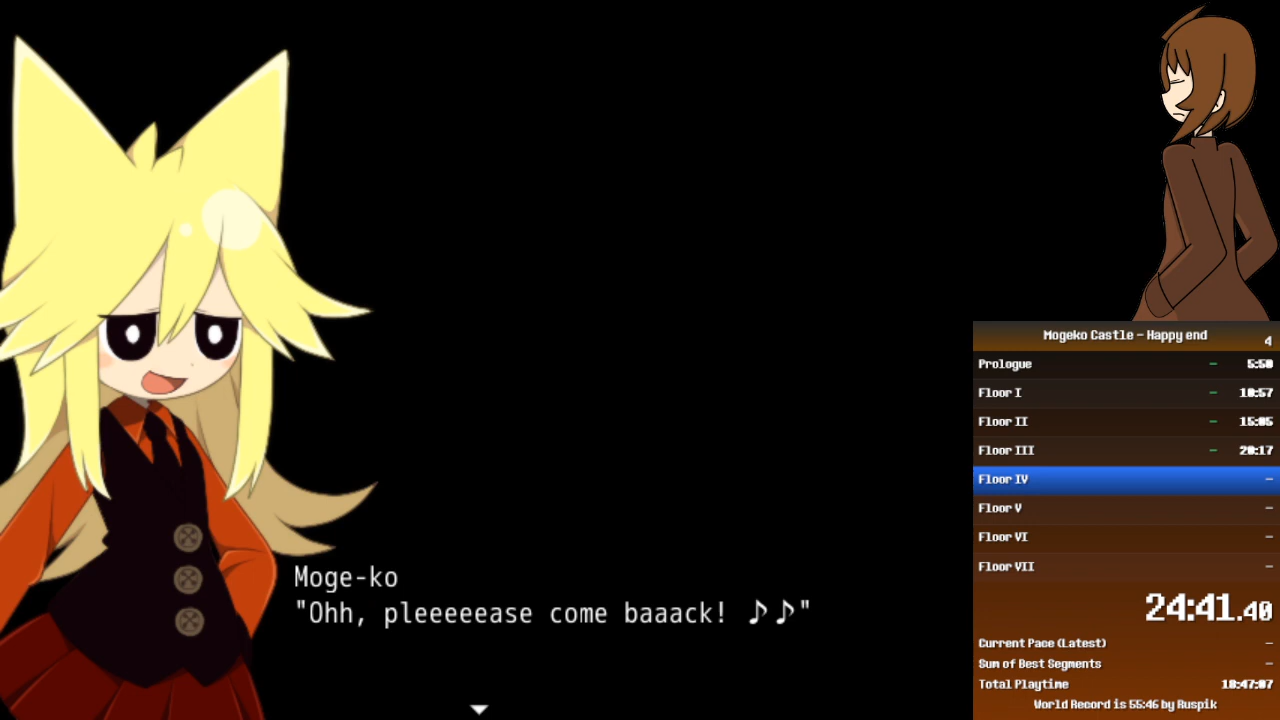 Moge-ko
"Ohh, pleeeeease come baaack! ♪♪"
Mogeko Castle - Happy end
4
Prologue - 5:50
Floor I - 10:57
Floor II - 15:05
Floor III - 20:17
Floor IV -
Floor V -
Floor VI -
Floor VII -
24:41.40
Current Pace (Latest) -
Sum of Best Segments -
Total Playtime 18:47:07
World Record is 55:46 by Ruspik